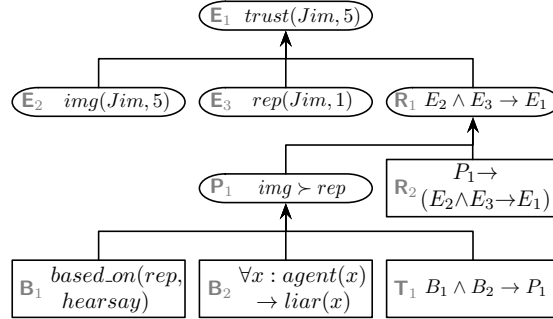 E₁ trust(Jim, 5)
E₂ img(Jim, 5)
E₃ rep(Jim, 1)
R₁ E₂ ∧ E₃ → E₁
P₁ img ≻ rep
R₂ P₁→
(E₂∧E₃→E₁)
B₁ based_on(rep,
hearsay)
B₂ ∀x : agent(x)
→ liar(x)
T₁ B₁ ∧ B₂ → P₁